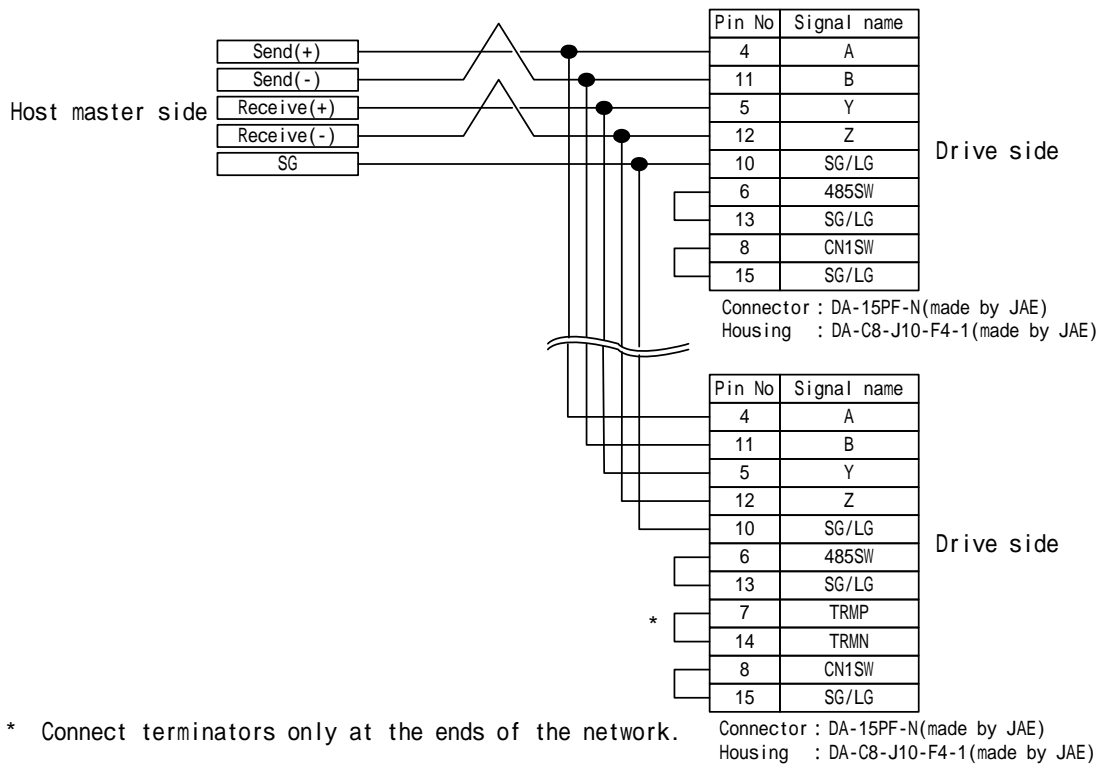 Host master side
Send(+)
Send(-)
Receive(+)
Receive(-)
SG
Pin No Signal name
4 A
11 B
5 Y
12 Z
10 SG/LG
6 485SW
13 SG/LG
8 CN1SW
15 SG/LG
Drive side
Connector : DA-15PF-N(made by JAE)
Housing : DA-C8-J10-F4-1(made by JAE)
Pin No Signal name
4 A
11 B
5 Y
12 Z
10 SG/LG
6 485SW
13 SG/LG
7 TRMP
14 TRMN
8 CN1SW
15 SG/LG
*
Drive side
* Connect terminators only at the ends of the network.
Connector : DA-15PF-N(made by JAE)
Housing : DA-C8-J10-F4-1(made by JAE)